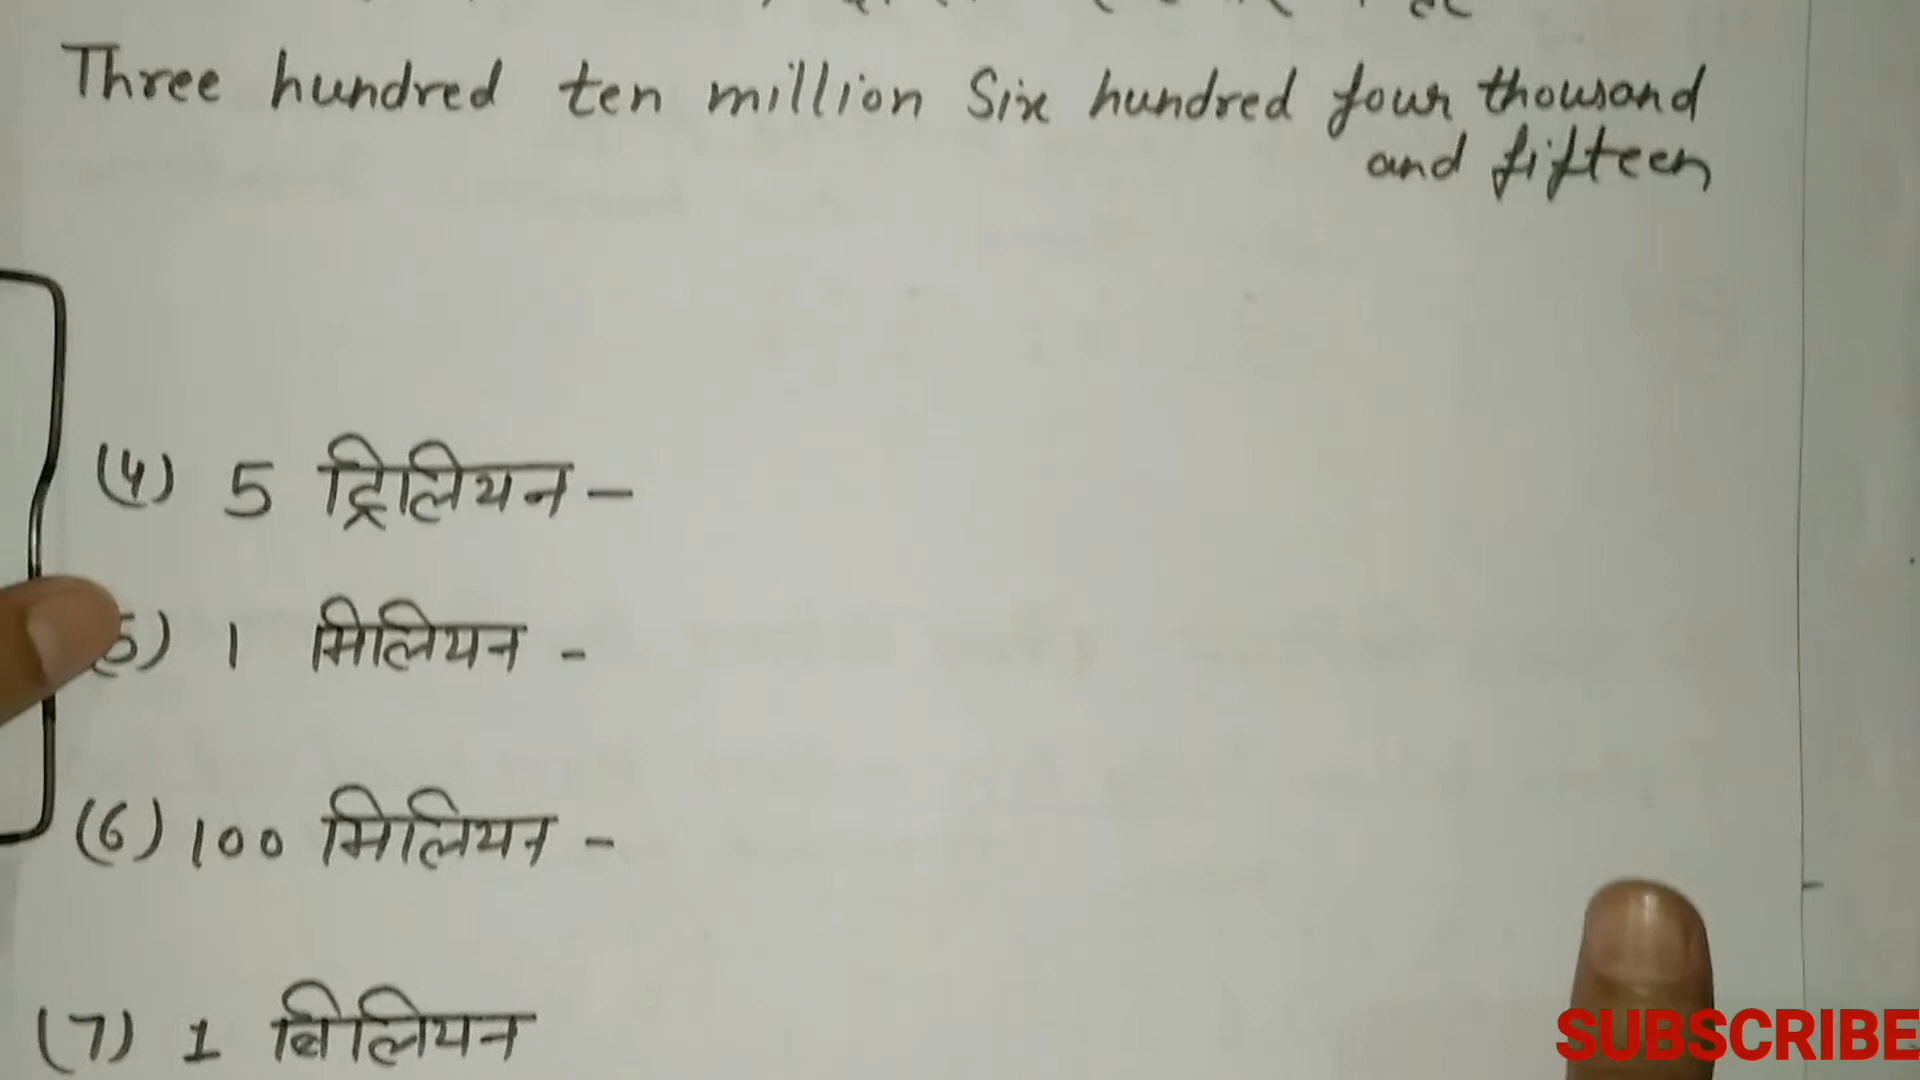 Three hundred ten million Six hundred four thousand
and fifteen
(4) 5 ट्रिलियन -
5) 1 मिलियन -
(6) 100 मिलियन -
(7) 1 बिलियन
SUBSCRIBE